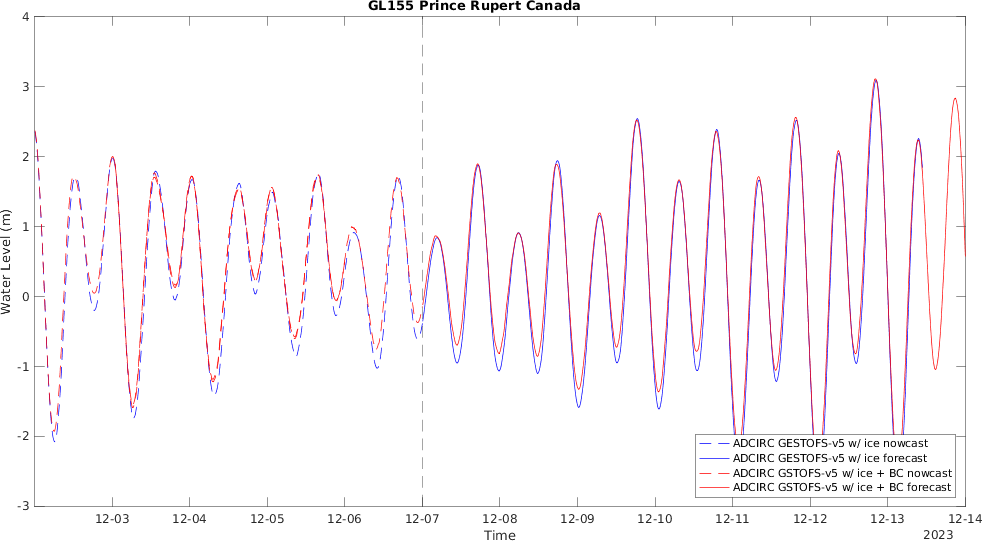 GL155 Prince Rupert Canada
4
3
2
1
0
-1
-2
-3
Water Level (m)
ADCIRC GESTOFS-v5 w/ ice nowcast
ADCIRC GESTOFS-v5 w/ ice forecast
ADCIRC GSTOFS-v5 w/ ice + BC nowcast
ADCIRC GSTOFS-v5 w/ ice + BC forecast
12-03 12-04 12-05 12-06 12-07 12-08 12-09 12-10 12-11 12-12 12-13 12-14
Time
2023